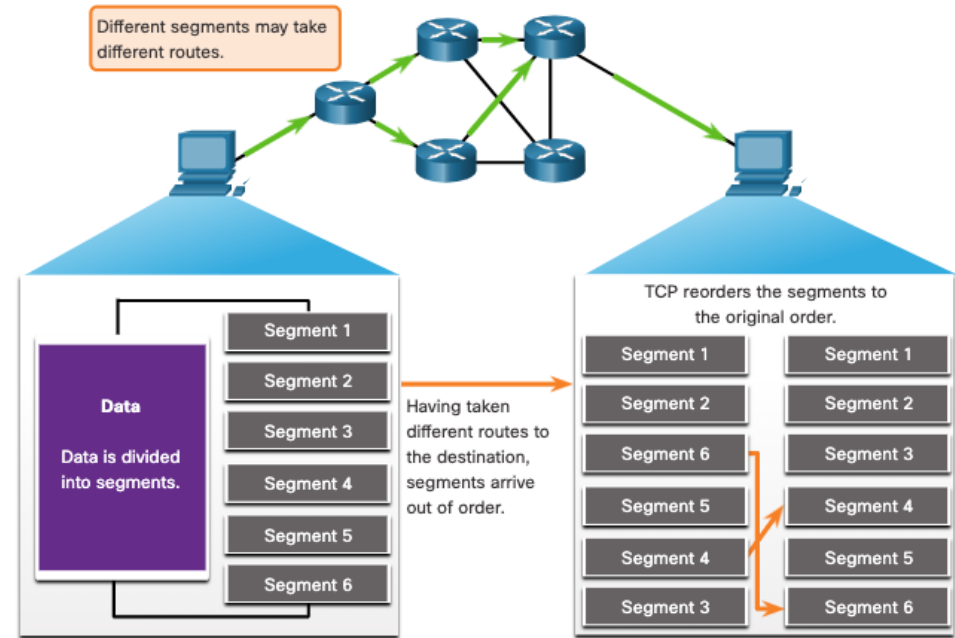 Different segments may take
different routes.
Data
Data is divided
into segments.
Segment 1
Segment 2
Segment 3
Segment 4
Segment 5
Segment 6
Having taken
different routes to
the destination,
segments arrive
out of order.
TCP reorders the segments to
the original order.
Segment 1
Segment 2
Segment 6
Segment 5
Segment 4
Segment 3
Segment 1
Segment 2
Segment 3
Segment 4
Segment 5
Segment 6